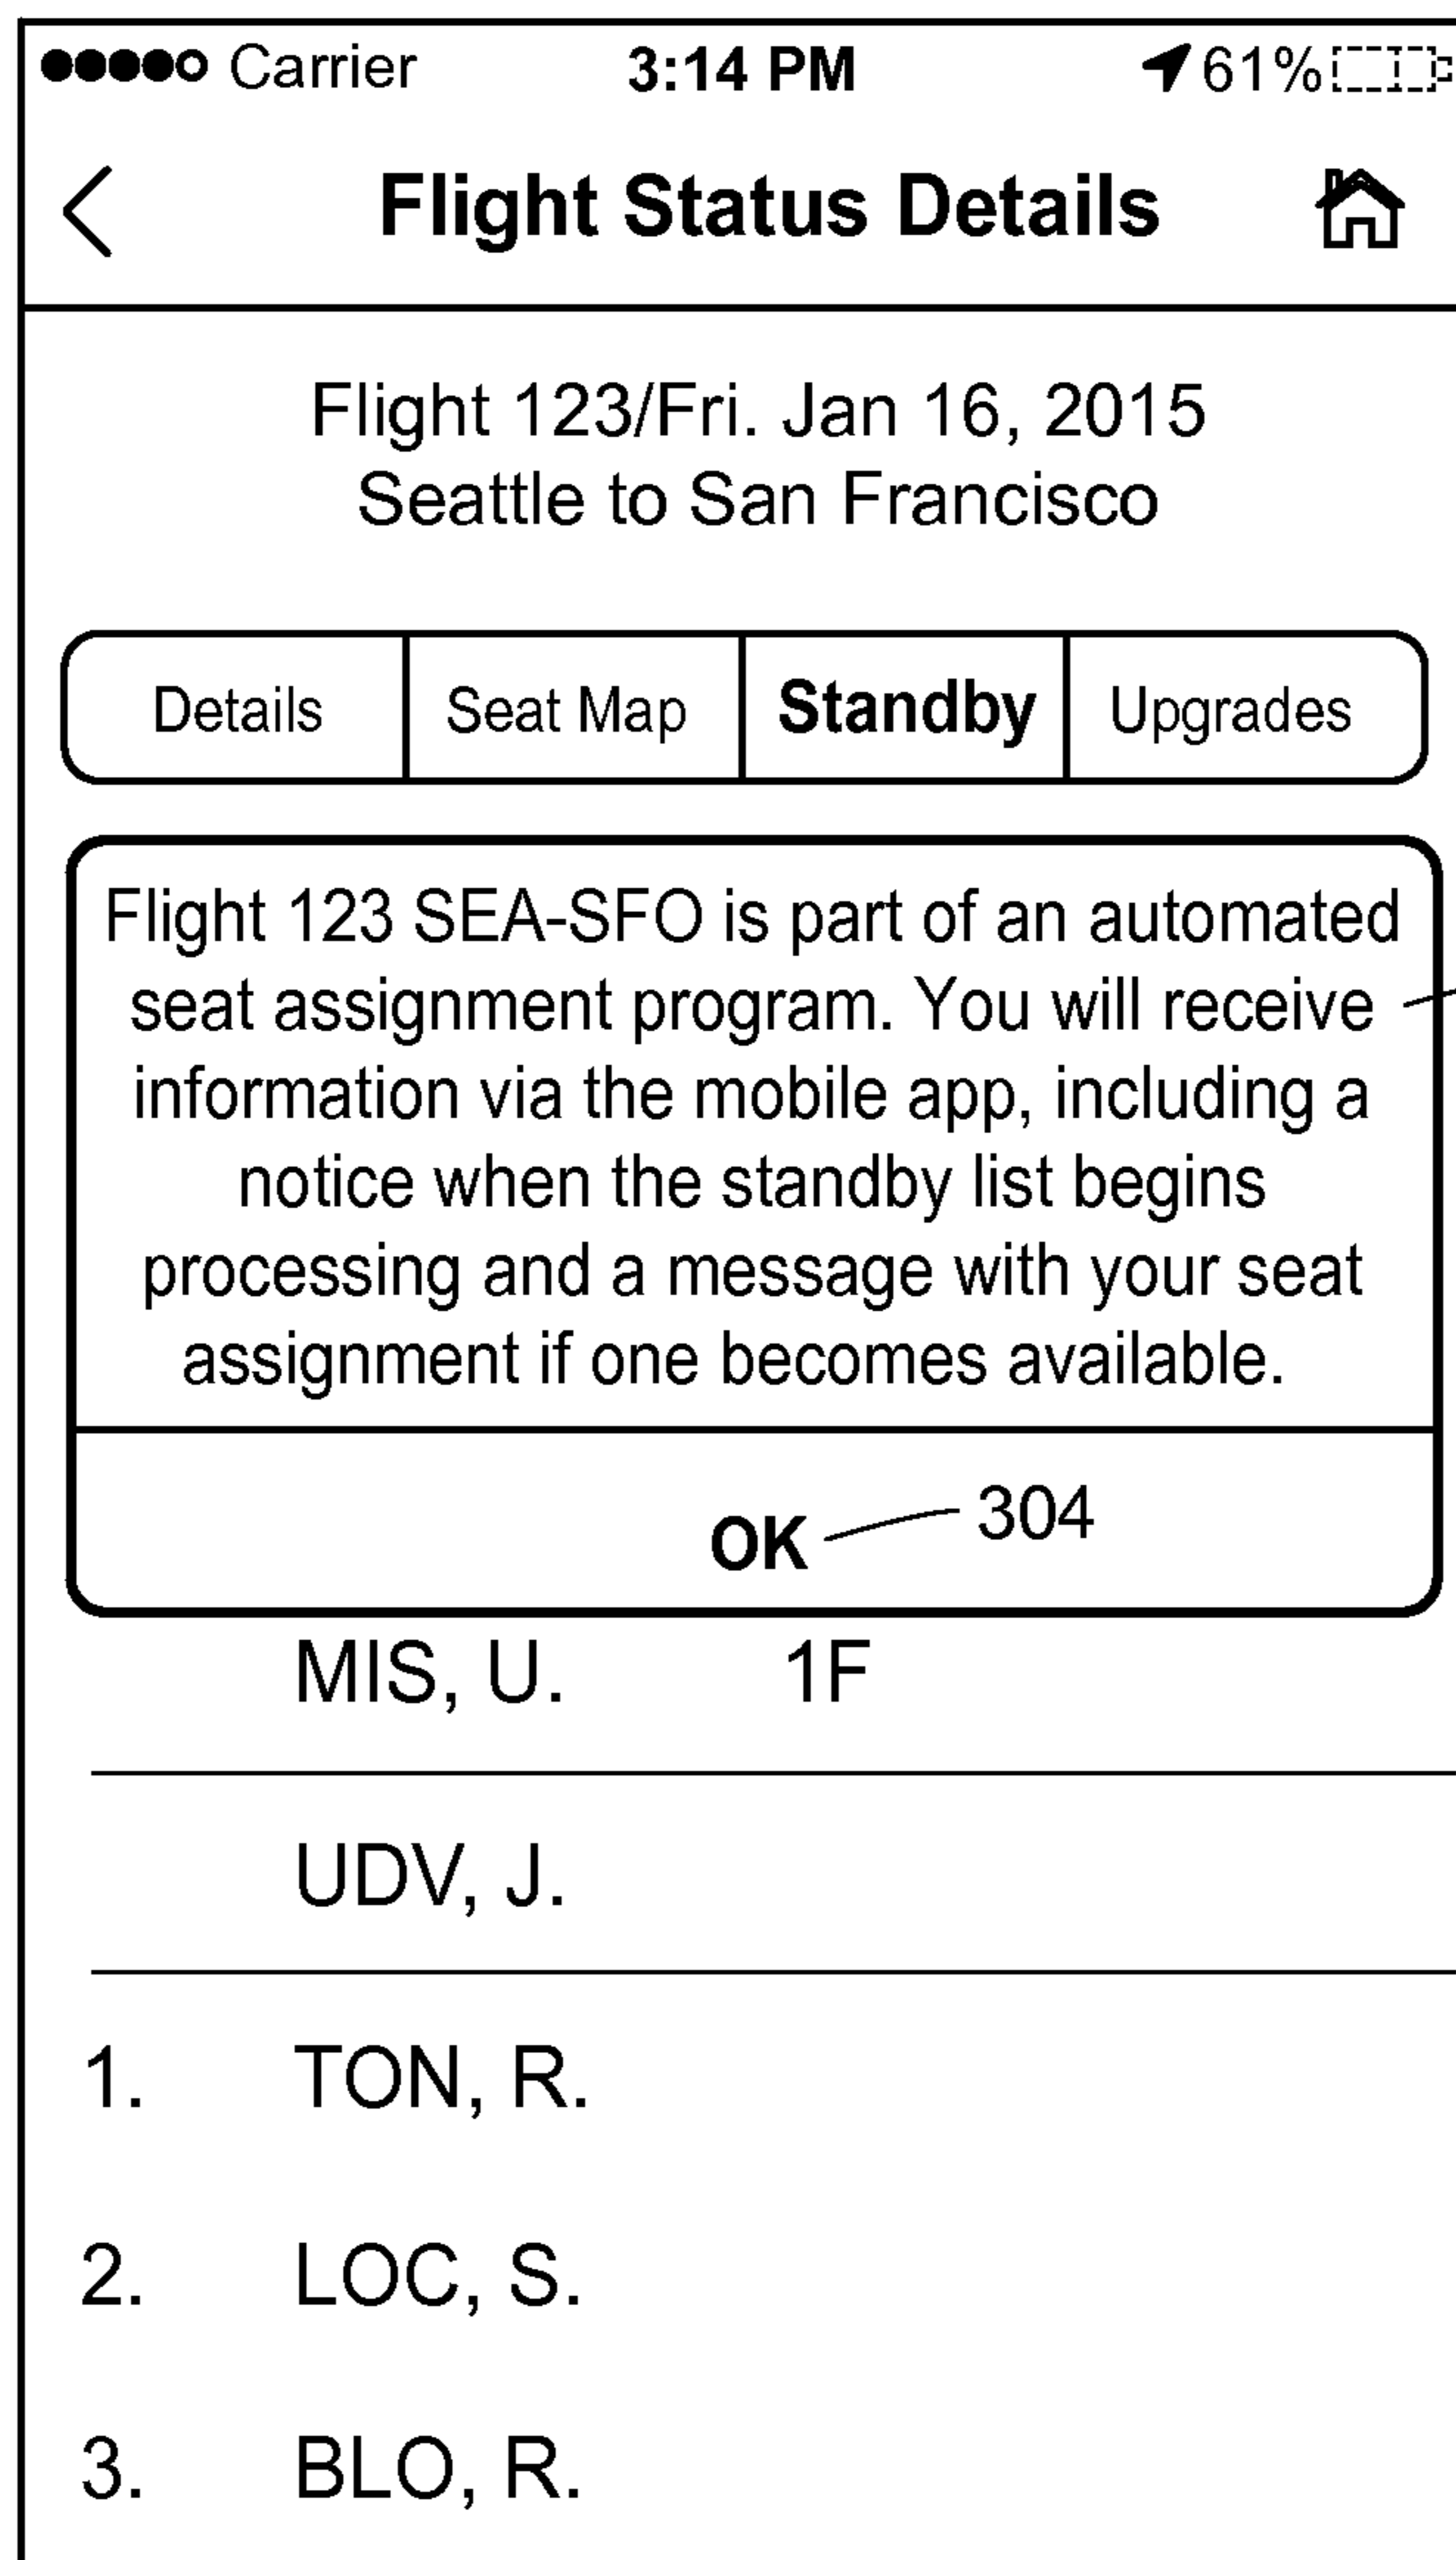 Carrier 3:14 PM 61%
Flight Status Details
Flight 123/Fri. Jan 16, 2015
Seattle to San Francisco
Details Seat Map Standby Upgrades
Flight 123 SEA-SFO is part of an automated
seat assignment program. You will receive
information via the mobile app, including a
notice when the standby list begins
processing and a message with your seat
assignment if one becomes available.
OK 304
MIS, U. 1F
UDV, J.
1. TON, R.
2. LOC, S.
3. BLO, R.